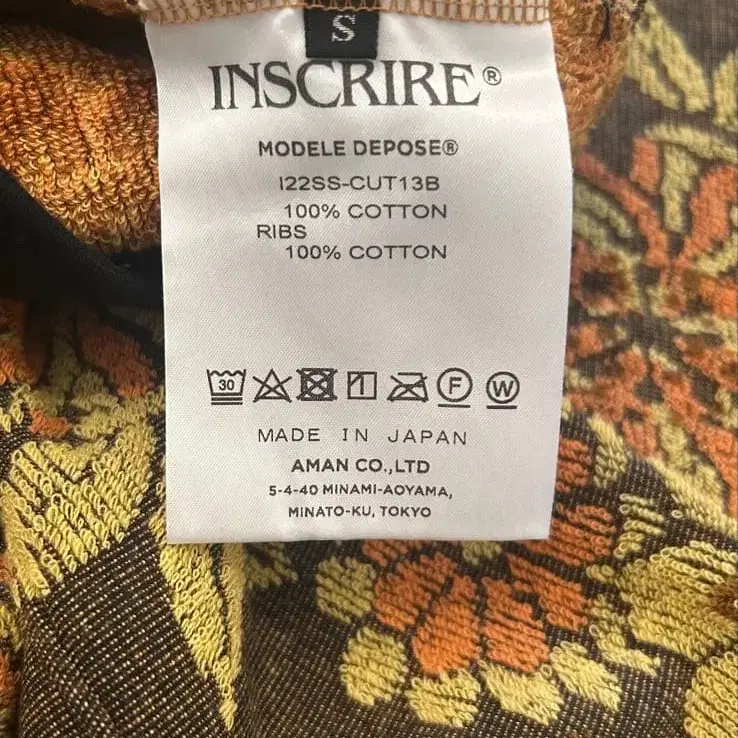 S
INSCRIRE®
MODELE DEPOSE®
I22SS-CUT13B
100% COTTON
RIBS
100% COTTON
30 F W
MADE IN JAPAN
AMAN CO.,LTD
5-4-40 MINAMI-AOYAMA,
MINATO-KU, TOKYO